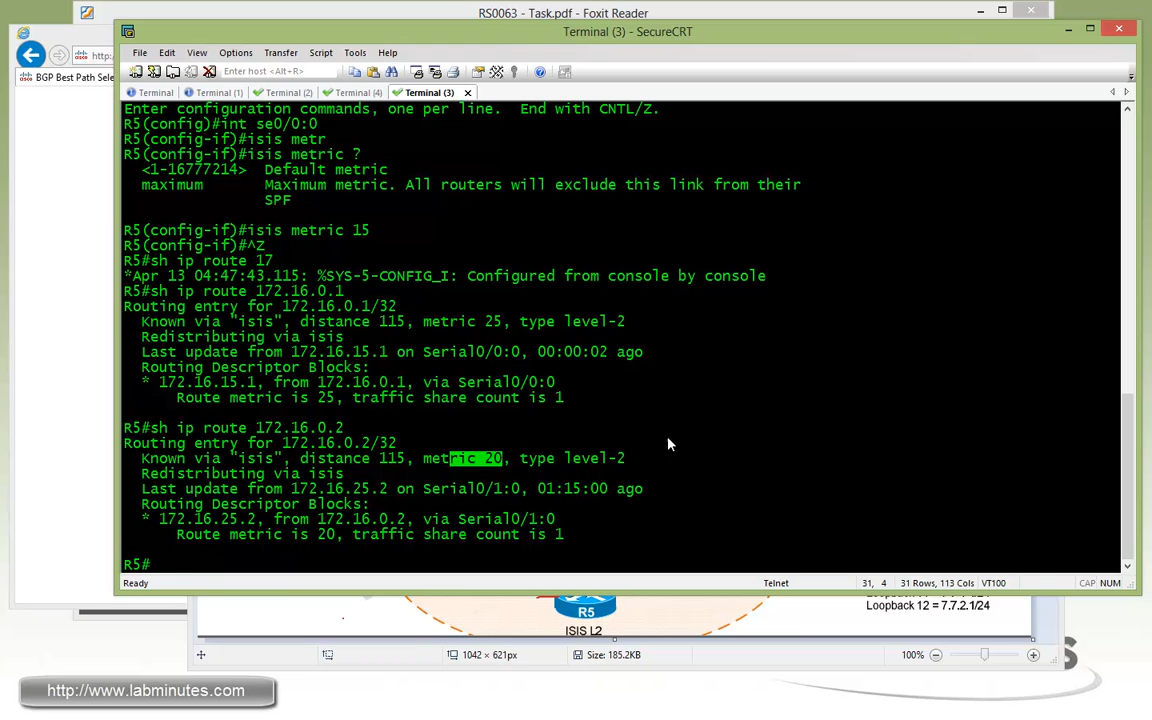 RS0063 - Task.pdf - Foxit Reader
Terminal (3) - SecureCRT
File Edit View Options Transfer Script Tools Help
http:
Enter host <Alt+R>
BGP Best Path Sele
Terminal Terminal (1) Terminal (2) Terminal (4) Terminal (3)
Enter configuration commands, one per line.  End with CNTL/Z.
R5(config)#int se0/0:0
R5(config-if)#isis metr
R5(config-if)#isis metric ?
<1-16777214>  Default metric
maximum       Maximum metric. All routers will exclude this link from their
SPF
R5(config-if)#isis metric 15
R5(config-if)#^Z
R5#sh ip route 17
*Apr 13 04:47:43.115: %SYS-5-CONFIG_I: Configured from console by console
R5#sh ip route 172.16.0.1
Routing entry for 172.16.0.1/32
Known via "isis", distance 115, metric 25, type level-2
Redistributing via isis
Last update from 172.16.15.1 on Serial0/0:0, 00:00:02 ago
Routing Descriptor Blocks:
* 172.16.15.1, from 172.16.0.1, via Serial0/0:0
Route metric is 25, traffic share count is 1
R5#sh ip route 172.16.0.2
Routing entry for 172.16.0.2/32
Known via "isis", distance 115, metric 20, type level-2
Redistributing via isis
Last update from 172.16.25.2 on Serial0/1:0, 01:15:00 ago
Routing Descriptor Blocks:
* 172.16.25.2, from 172.16.0.2, via Serial0/1:0
Route metric is 20, traffic share count is 1
R5#
Ready Telnet 31, 4 31 Rows, 113 Cols VT100 CAP NUM
Loopback 12 = 7.7.2.1/24
R5
ISIS L2
1042 × 621px Size: 185.2KB 100%
http://www.labminutes.com